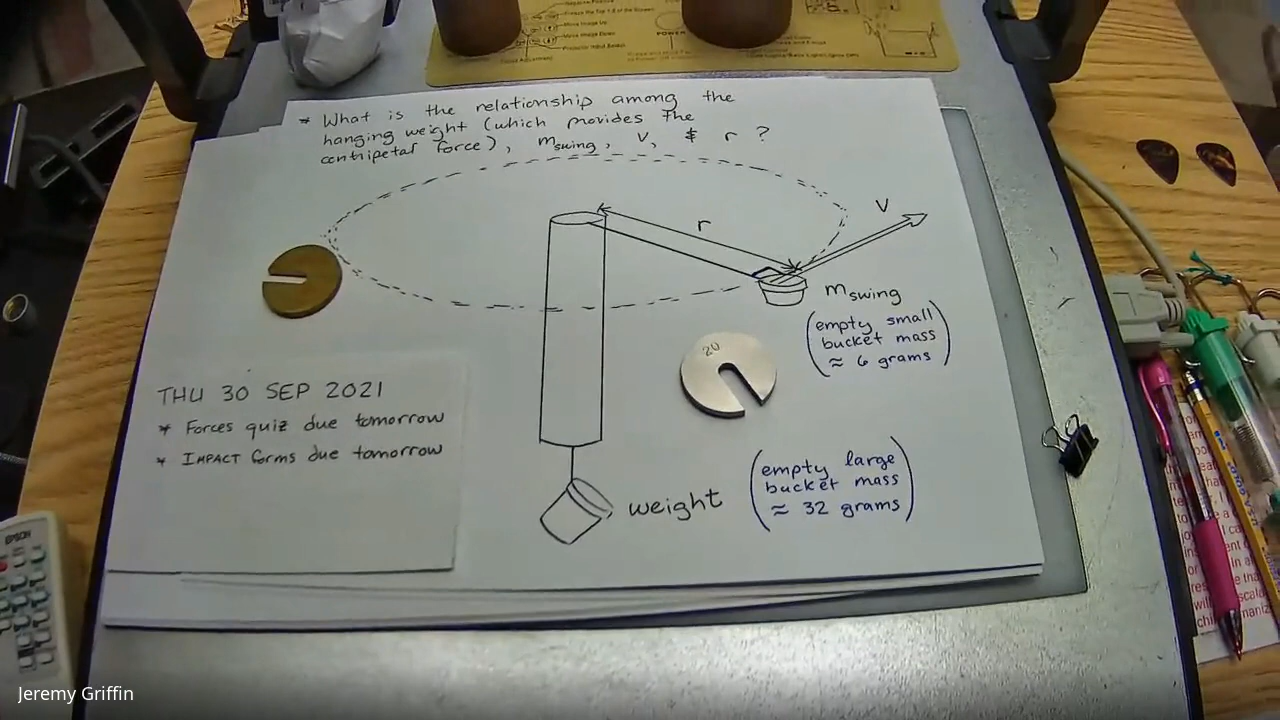 * What is the relationship among the
hanging weight (which provides the
centripetal force), mswing, v, & r ?
r
v
mswing
(empty small
bucket mass
≈ 6 grams)
20
THU 30 SEP 2021
* Forces quiz due tomorrow
* IMPACT forms due tomorrow
weight
(empty large
bucket mass
≈ 32 grams)
EPSON
Jeremy Griffin